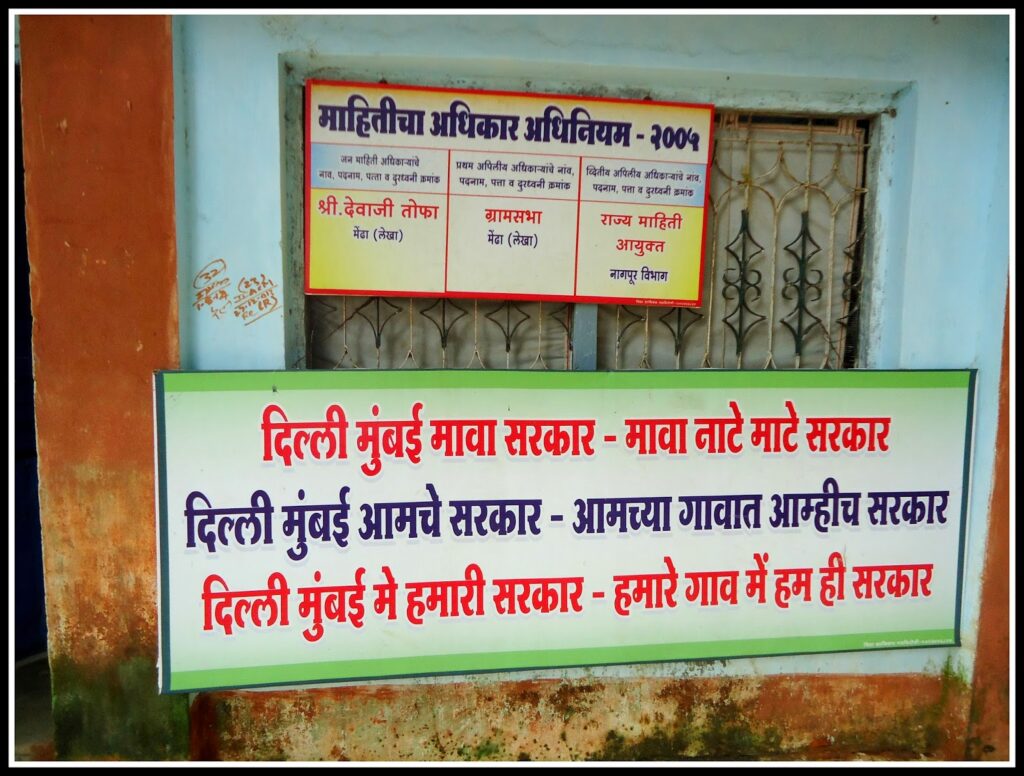 माहितीचा अधिकार अधिनियम - २००५
जन माहिती अधिकाऱ्यांचे
नाव, पदनाम, पत्ता व दुरध्वनी क्रमांक
प्रथम अपिलीय अधिकाऱ्यांचे नांव,
पदनाम, पत्ता व दुरध्वनी क्रमांक
व्दितीय अपिलीय अधिकाऱ्यांचे नाव,
पदनाम, पत्ता व दुरध्वनी क्रमांक
श्री.देवाजी तोफा
मेंढा (लेखा)
ग्रामसभा
मेंढा (लेखा)
राज्य माहिती
आयुक्त
नागपूर विभाग
दिल्ली मुंबई मावा सरकार - मावा नाटे माटे सरकार
दिल्ली मुंबई आमचे सरकार - आमच्या गावात आम्हीच सरकार
दिल्ली मुंबई मे हमारी सरकार - हमारे गाव में हम ही सरकार